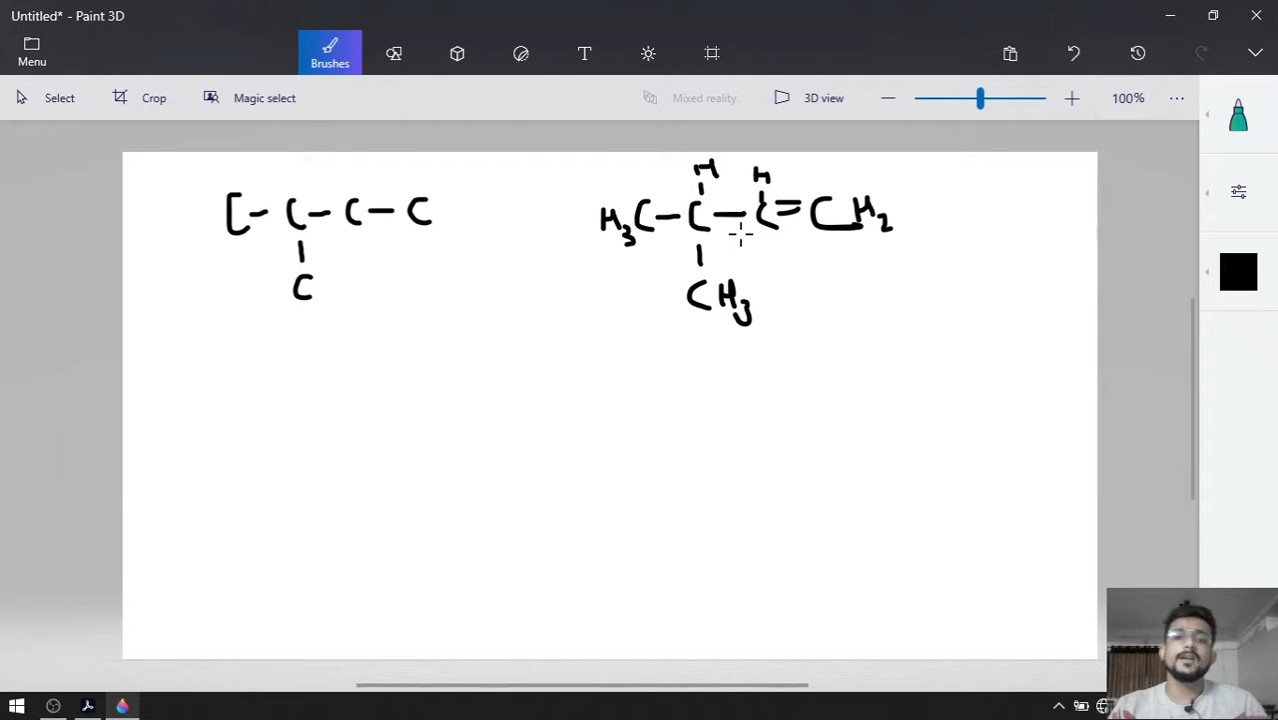 Untitled* - Paint 3D
Menu
Brushes
Select
Crop
Magic select
Mixed reality
3D view
100%
H
H
C - C - C - C
H3C - C - C = CH2
C
CH3